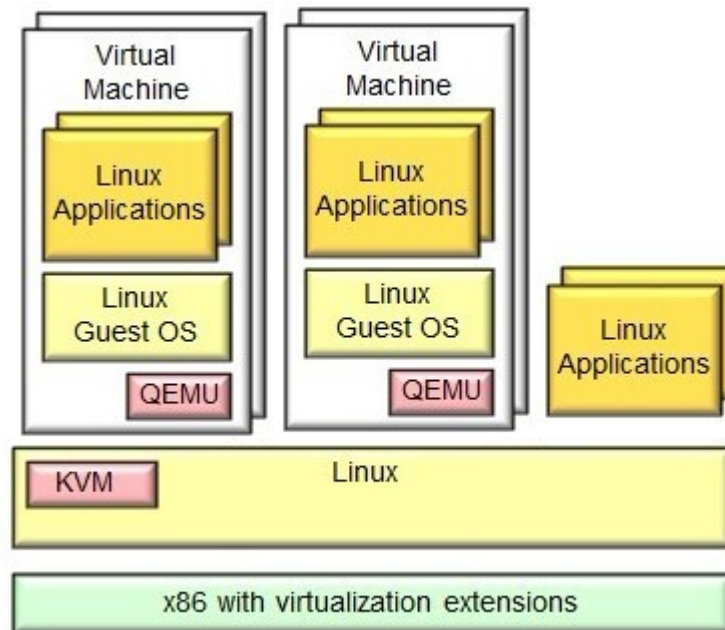 Virtual
Machine
Linux
Applications
Linux
Guest OS
QEMU
Virtual
Machine
Linux
Applications
Linux
Guest OS
QEMU
Linux
Applications
KVM
Linux
x86 with virtualization extensions